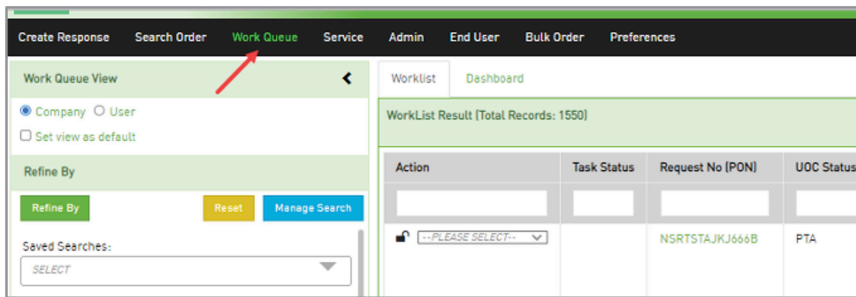 Create Response Search Order Work Queue Service Admin End User Bulk Order Preferences
Work Queue View
Company User
Set view as default
Refine By
Refine By Reset Manage Search
Saved Searches:
SELECT
Worklist Dashboard
WorkList Result (Total Records: 1550)
Action Task Status Request No (PON) UOC Status
--PLEASE SELECT-- NSRTSTAJKJ666B PTA